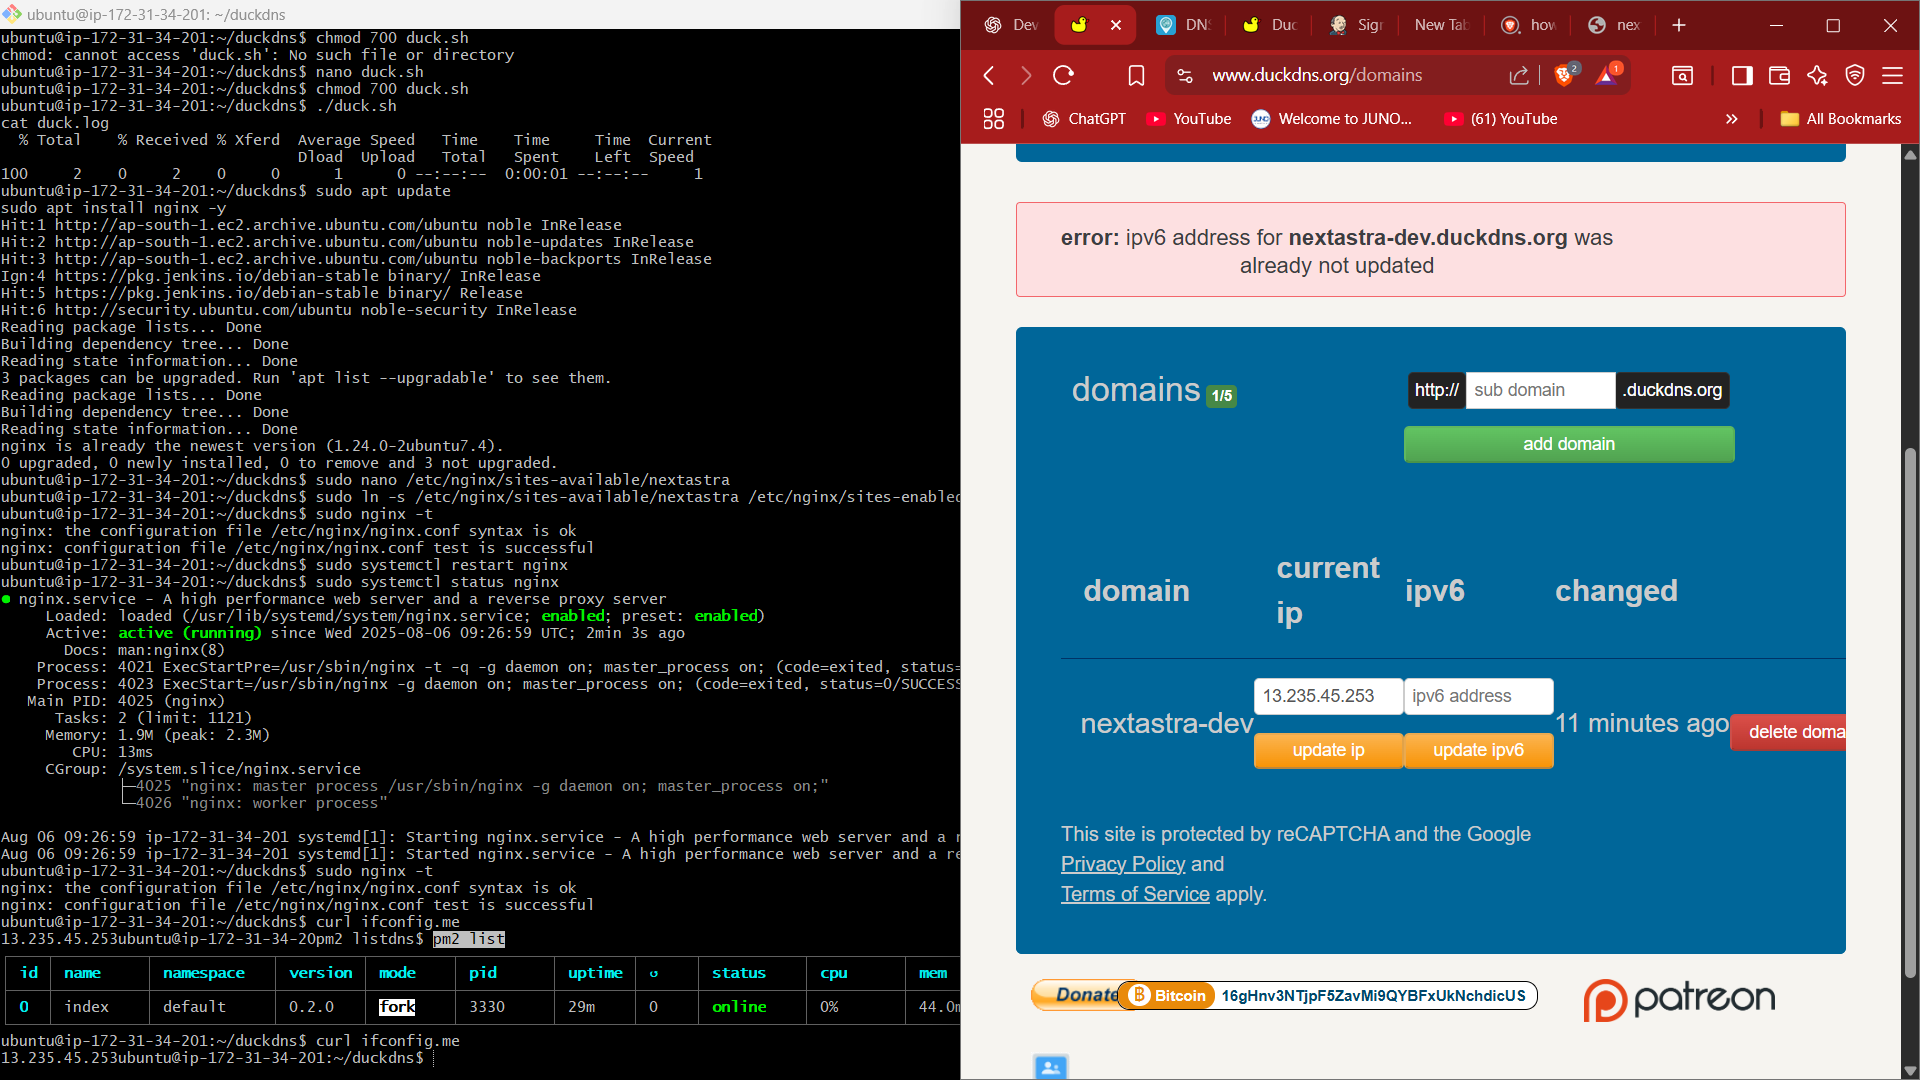 ubuntu@ip-172-31-34-201: ~/duckdns
ubuntu@ip-172-31-34-201:~/duckdns$ chmod 700 duck.sh
chmod: cannot access 'duck.sh': No such file or directory
ubuntu@ip-172-31-34-201:~/duckdns$ nano duck.sh
ubuntu@ip-172-31-34-201:~/duckdns$ chmod 700 duck.sh
ubuntu@ip-172-31-34-201:~/duckdns$ ./duck.sh
cat duck.log
  % Total    % Received % Xferd  Average Speed   Time    Time     Time  Current
                                 Dload  Upload   Total   Spent    Left  Speed
100     2    0     2    0     0      1      0 --:--:--  0:00:01 --:--:--     1
ubuntu@ip-172-31-34-201:~/duckdns$ sudo apt update
sudo apt install nginx -y
Hit:1 http://ap-south-1.ec2.archive.ubuntu.com/ubuntu noble InRelease
Hit:2 http://ap-south-1.ec2.archive.ubuntu.com/ubuntu noble-updates InRelease
Hit:3 http://ap-south-1.ec2.archive.ubuntu.com/ubuntu noble-backports InRelease
Ign:4 https://pkg.jenkins.io/debian-stable binary/ InRelease
Hit:5 https://pkg.jenkins.io/debian-stable binary/ Release
Hit:6 http://security.ubuntu.com/ubuntu noble-security InRelease
Reading package lists... Done
Building dependency tree... Done
Reading state information... Done
3 packages can be upgraded. Run 'apt list --upgradable' to see them.
Reading package lists... Done
Building dependency tree... Done
Reading state information... Done
nginx is already the newest version (1.24.0-2ubuntu7.4).
0 upgraded, 0 newly installed, 0 to remove and 3 not upgraded.
ubuntu@ip-172-31-34-201:~/duckdns$ sudo nano /etc/nginx/sites-available/nextastra
ubuntu@ip-172-31-34-201:~/duckdns$ sudo ln -s /etc/nginx/sites-available/nextastra /etc/nginx/sites-enabled
ubuntu@ip-172-31-34-201:~/duckdns$ sudo nginx -t
nginx: the configuration file /etc/nginx/nginx.conf syntax is ok
nginx: configuration file /etc/nginx/nginx.conf test is successful
ubuntu@ip-172-31-34-201:~/duckdns$ sudo systemctl restart nginx
ubuntu@ip-172-31-34-201:~/duckdns$ sudo systemctl status nginx
● nginx.service - A high performance web server and a reverse proxy server
     Loaded: loaded (/usr/lib/systemd/system/nginx.service; enabled; preset: enabled)
     Active: active (running) since Wed 2025-08-06 09:26:59 UTC; 2min 3s ago
       Docs: man:nginx(8)
    Process: 4021 ExecStartPre=/usr/sbin/nginx -t -q -g daemon on; master_process on; (code=exited, status=
    Process: 4023 ExecStart=/usr/sbin/nginx -g daemon on; master_process on; (code=exited, status=0/SUCCESS
   Main PID: 4025 (nginx)
      Tasks: 2 (limit: 1121)
     Memory: 1.9M (peak: 2.3M)
        CPU: 13ms
     CGroup: /system.slice/nginx.service
             ├─4025 "nginx: master process /usr/sbin/nginx -g daemon on; master_process on;"
             └─4026 "nginx: worker process"
Aug 06 09:26:59 ip-172-31-34-201 systemd[1]: Starting nginx.service - A high performance web server and a r
Aug 06 09:26:59 ip-172-31-34-201 systemd[1]: Started nginx.service - A high performance web server and a re
ubuntu@ip-172-31-34-201:~/duckdns$ sudo nginx -t
nginx: the configuration file /etc/nginx/nginx.conf syntax is ok
nginx: configuration file /etc/nginx/nginx.conf test is successful
ubuntu@ip-172-31-34-201:~/duckdns$ curl ifconfig.me
13.235.45.253ubuntu@ip-172-31-34-20pm2 listdns$ pm2 list
id name namespace version mode pid uptime ↺ status cpu mem
0 index default 0.2.0 fork 3330 29m 0 online 0% 44.0m
ubuntu@ip-172-31-34-201:~/duckdns$ curl ifconfig.me
13.235.45.253ubuntu@ip-172-31-34-201:~/duckdns$
Dev DNS Duc Sign New Tab how nex
www.duckdns.org/domains 2 1
ChatGPT YouTube Welcome to JUNO... (61) YouTube » All Bookmarks
error: ipv6 address for nextastra-dev.duckdns.org was
already not updated
domains 1/5 http:// sub domain .duckdns.org
add domain
domain current ip ipv6 changed
nextastra-dev 13.235.45.253 ipv6 address 11 minutes ago delete doma
update ip update ipv6
This site is protected by reCAPTCHA and the Google
Privacy Policy and
Terms of Service apply.
Donate Bitcoin 16gHnv3NTjpF5ZavMi9QYBFxUkNchdicUS patreon